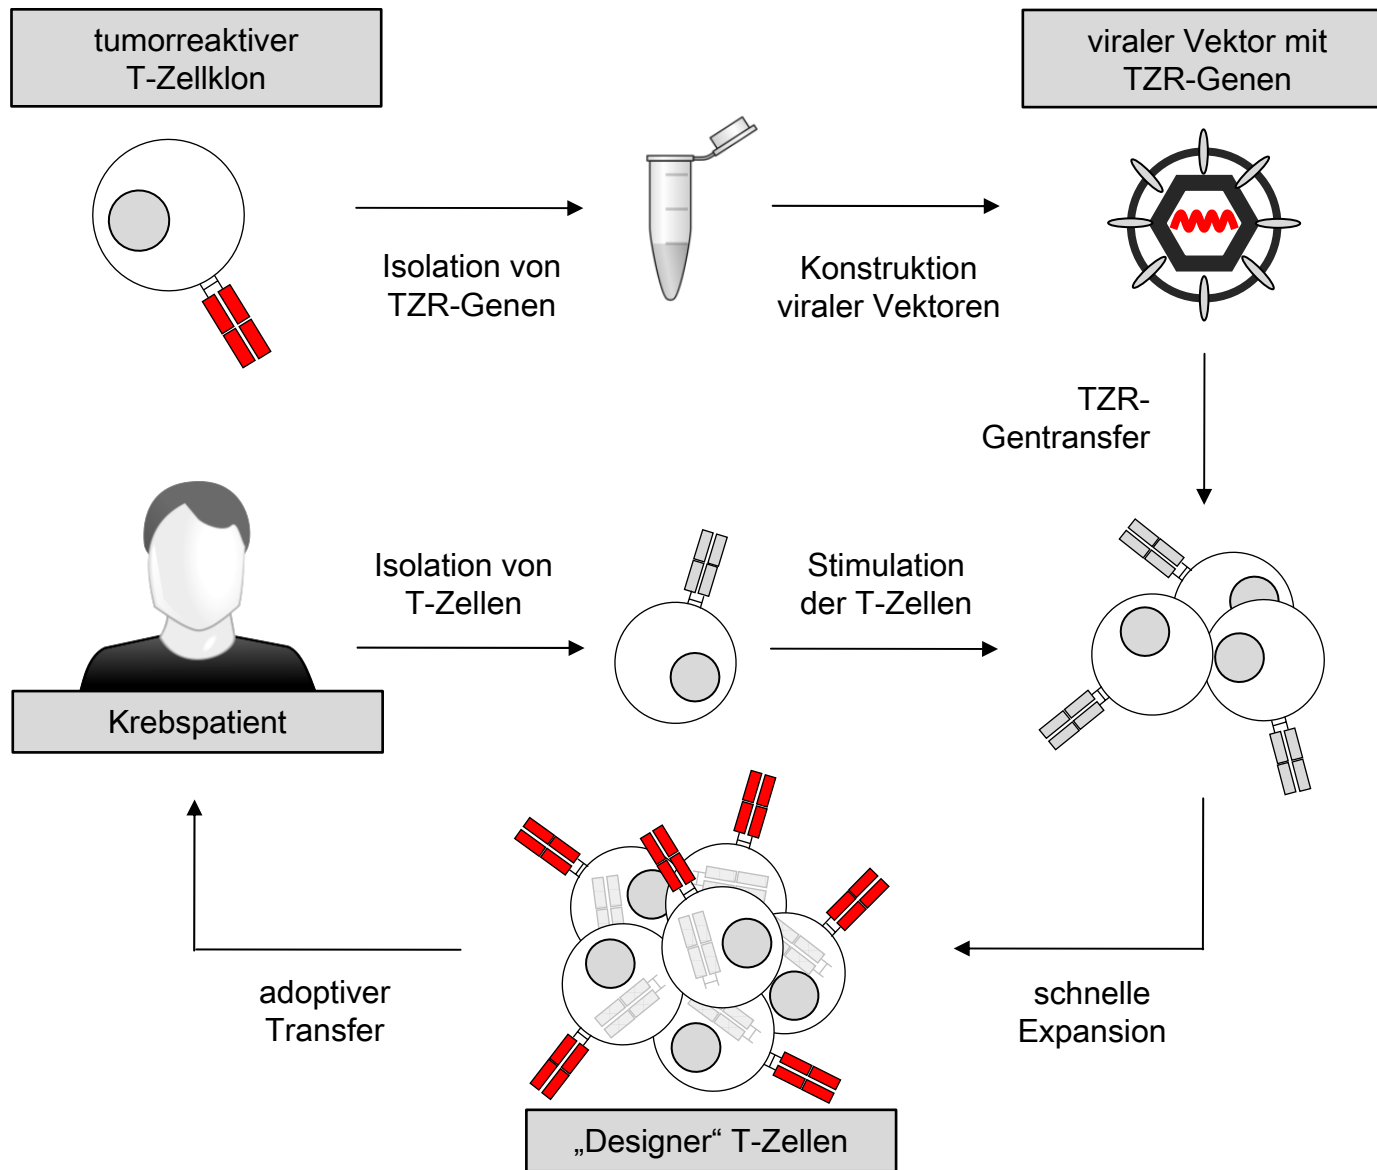 tumorreaktiver
T-Zellklon
viraler Vektor mit
TZR-Genen
Isolation von
TZR-Genen
Konstruktion
viraler Vektoren
TZR-
Gentransfer
Isolation von
T-Zellen
Stimulation
der T-Zellen
Krebspatient
adoptiver
Transfer
schnelle
Expansion
„Designer“ T-Zellen